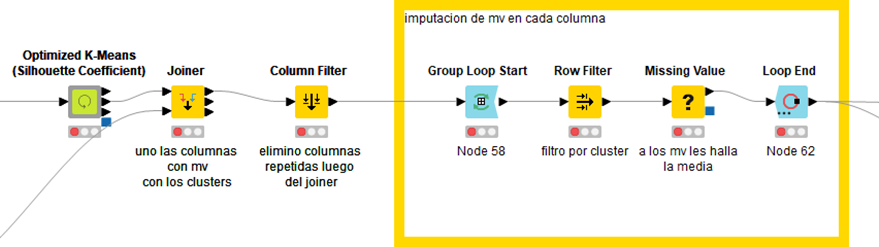 imputacion de mv en cada columna
Optimized K-Means
(Silhouette Coefficient)
Joiner
Column Filter
Group Loop Start
Row Filter
Missing Value
Loop End
?
uno las columnas
con mv
con los clusters
elimino columnas
repetidas luego
del joiner
Node 58
filtro por cluster
a los mv les halla
la media
Node 62